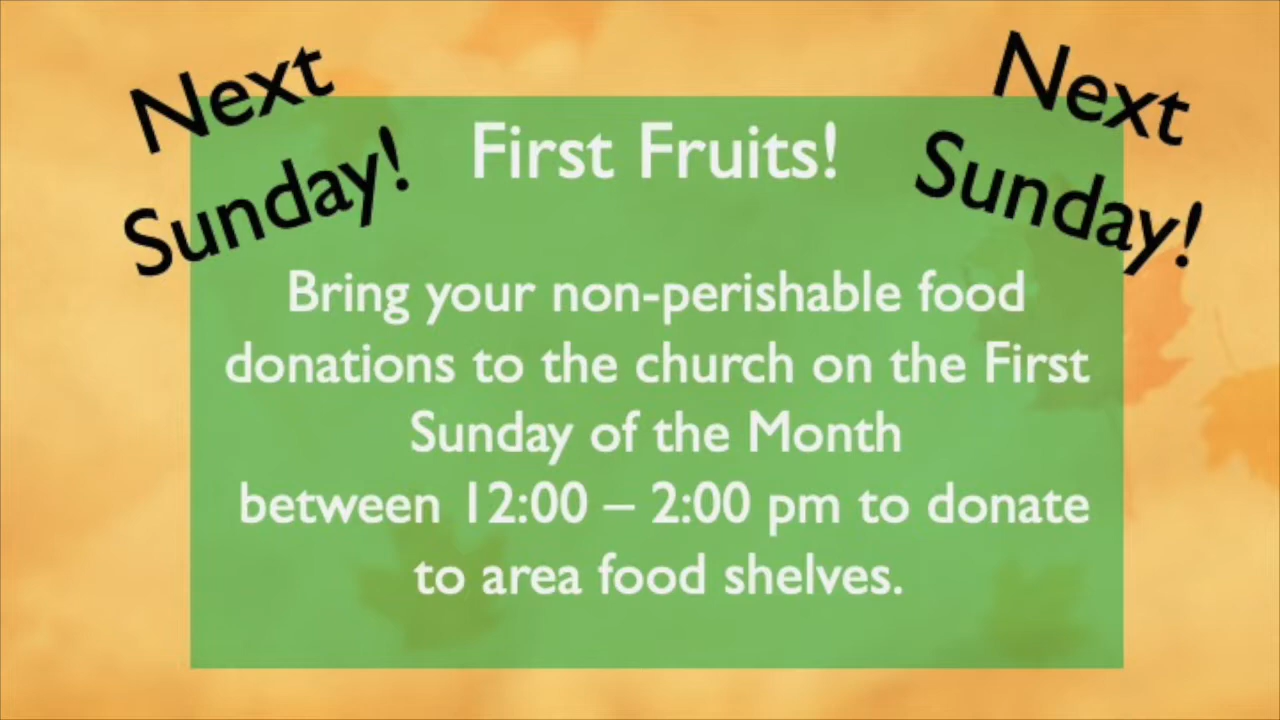 Next
Sunday!
Next
Sunday!
First Fruits!
Bring your non-perishable food
donations to the church on the First
Sunday of the Month
between 12:00 – 2:00 pm to donate
to area food shelves.